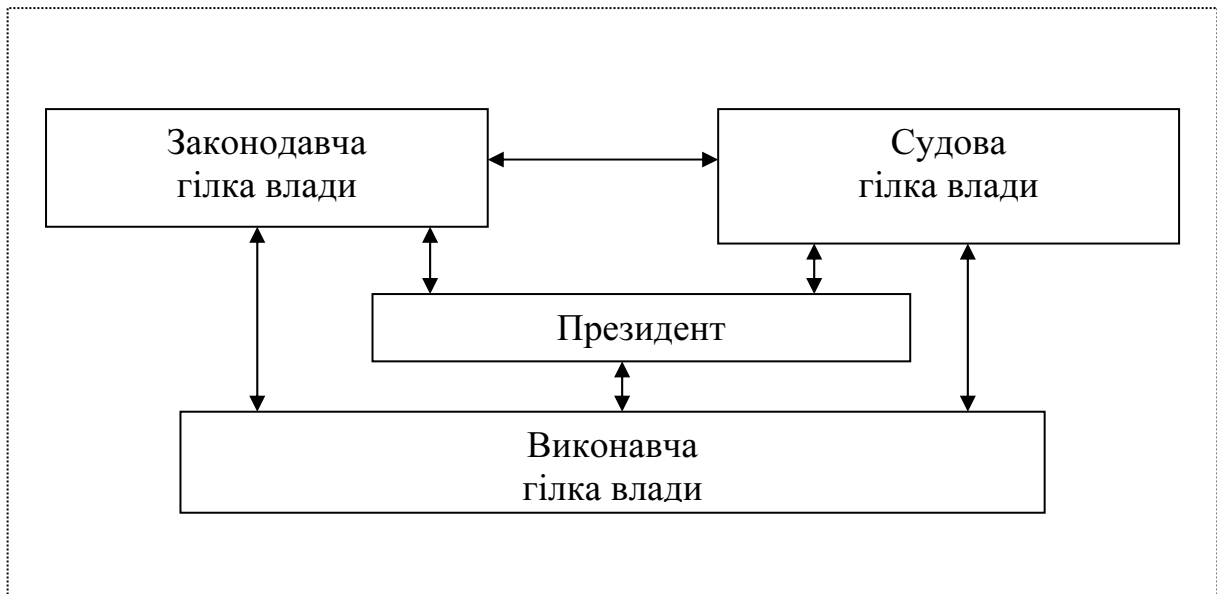 Законодавча
гілка влади
Судова
гілка влади
Президент
Виконавча
гілка влади